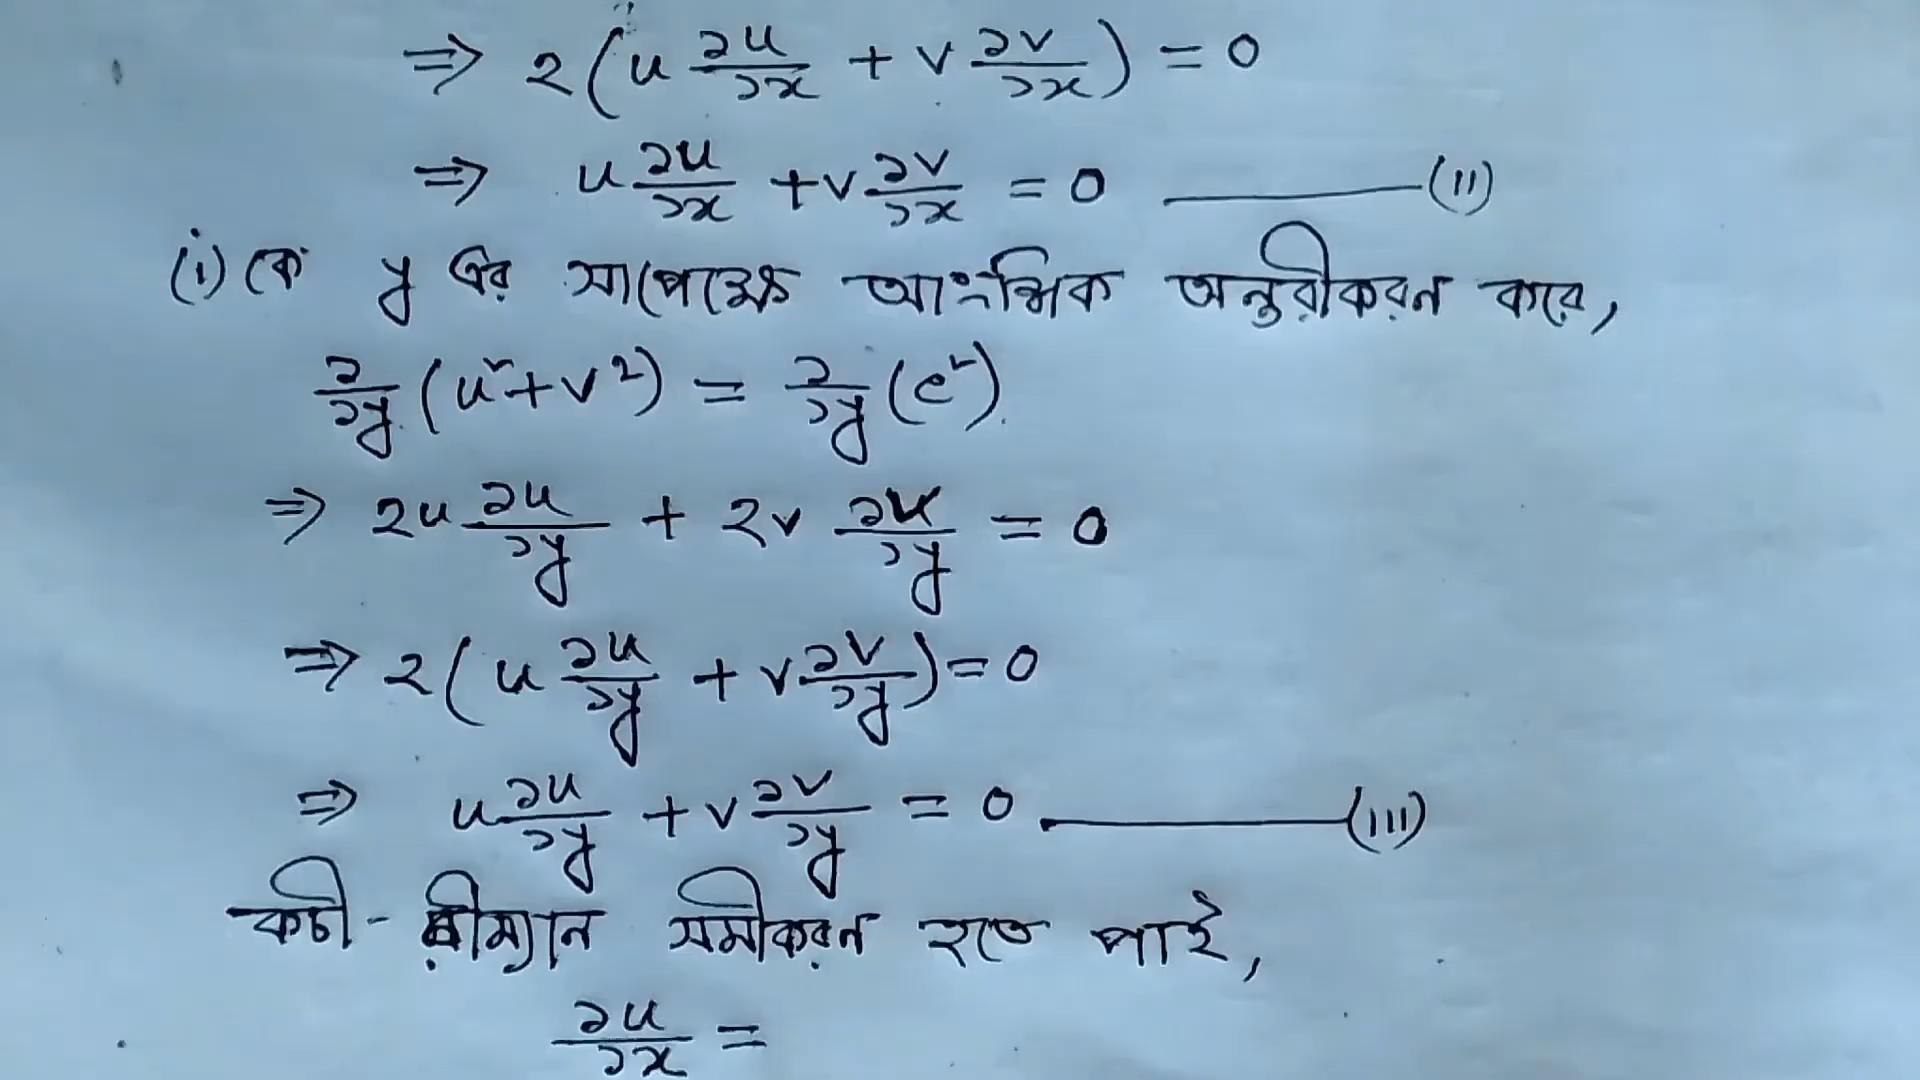 ⇒ 2(u ∂u/∂x + v ∂v/∂x) = 0
⇒ u ∂u/∂x + v ∂v/∂x = 0 ———(ii)
(i) কে y এর সাপেক্ষে আংশিক অন্তরীকরন করে,
∂/∂y (u² + v²) = ∂/∂y (c²)
⇒ 2u ∂u/∂y + 2v ∂v/∂y = 0
⇒ 2(u ∂u/∂y + v ∂v/∂y) = 0
⇒ u ∂u/∂y + v ∂v/∂y = 0 ———(iii)
কচী - রীম্যান সমীকরন হতে পাই,
∂u/∂x =